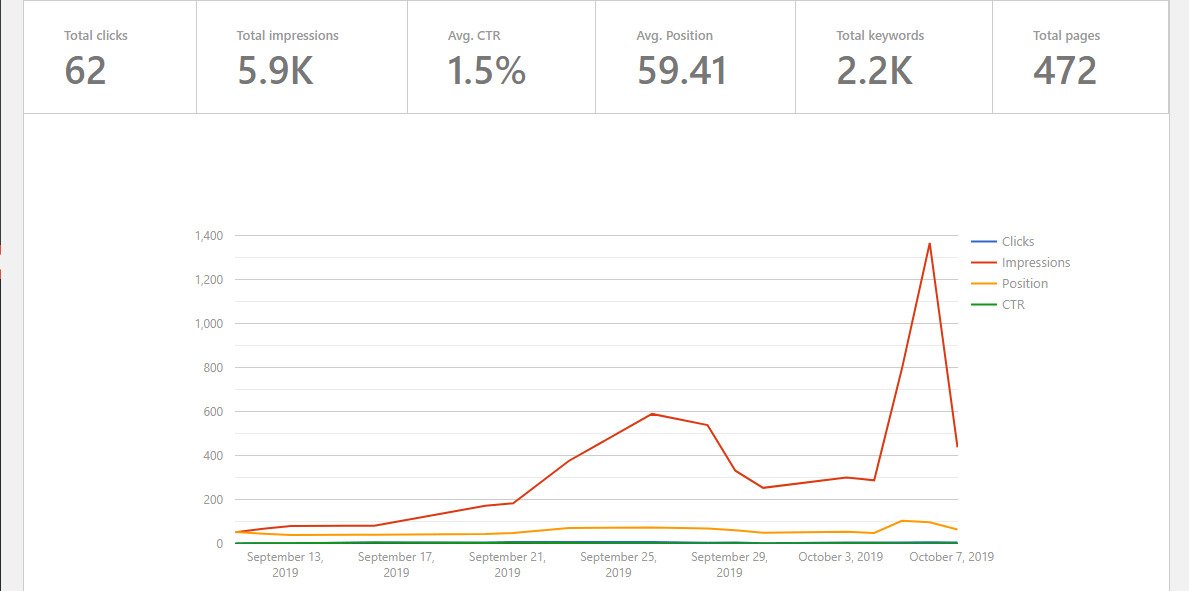 Total clicks
62
Total impressions
5.9K
Avg. CTR
1.5%
Avg. Position
59.41
Total keywords
2.2K
Total pages
472
1,400
1,200
1,000
800
600
400
200
0
Clicks
Impressions
Position
CTR
September 13,
2019
September 17,
2019
September 21,
2019
September 25,
2019
September 29,
2019
October 3, 2019
October 7, 2019